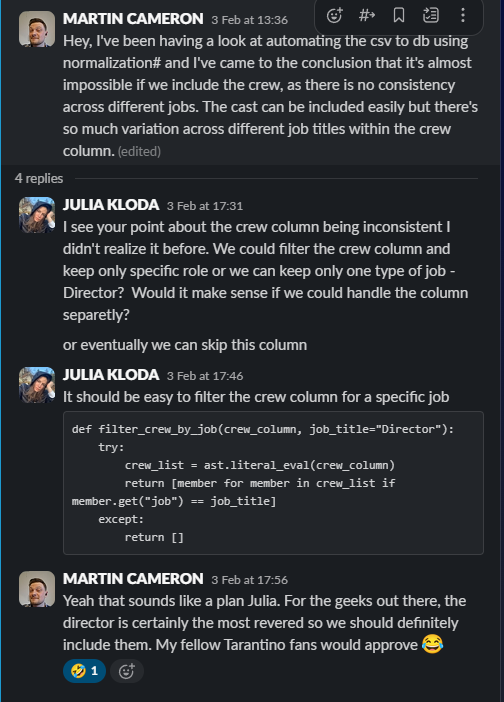 MARTIN CAMERON 3 Feb at 13:36
Hey, I've been having a look at automating the csv to db using
normalization# and I've came to the conclusion that it's almost
impossible if we include the crew, as there is no consistency
across different jobs. The cast can be included easily but there's
so much variation across different job titles within the crew
column. (edited)
4 replies
JULIA KLODA 3 Feb at 17:31
I see your point about the crew column being inconsistent I
didn't realize it before. We could filter the crew column and
keep only specific role or we can keep only one type of job -
Director? Would it make sense if we could handle the column
separetly?
or eventually we can skip this column
JULIA KLODA 3 Feb at 17:46
It should be easy to filter the crew column for a specific job
def filter_crew_by_job(crew_column, job_title="Director"):
    try:
        crew_list = ast.literal_eval(crew_column)
        return [member for member in crew_list if
member.get("job") == job_title]
    except:
        return []
MARTIN CAMERON 3 Feb at 17:56
Yeah that sounds like a plan Julia. For the geeks out there, the
director is certainly the most revered so we should definitely
include them. My fellow Tarantino fans would approve 😂
🤣 1